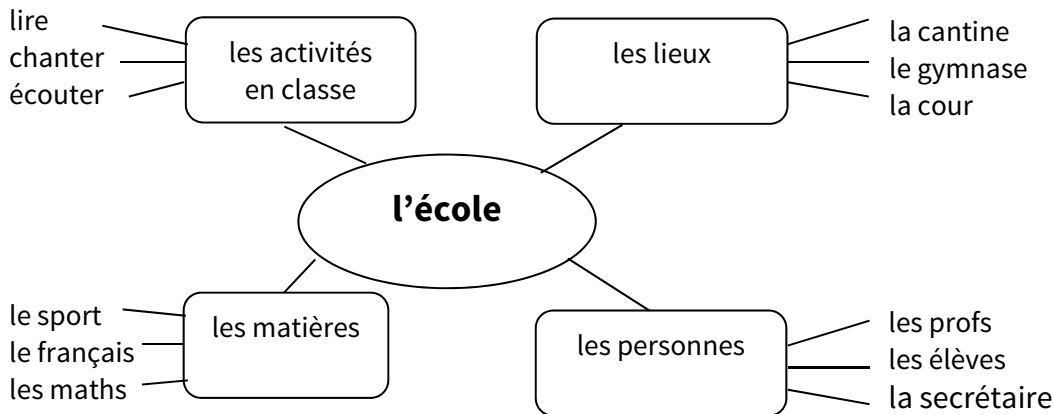 lire
chanter
écouter
les activités
en classe
les lieux
la cantine
le gymnase
la cour
l’école
le sport
le français
les maths
les matières
les personnes
les profs
les élèves
la secrétaire